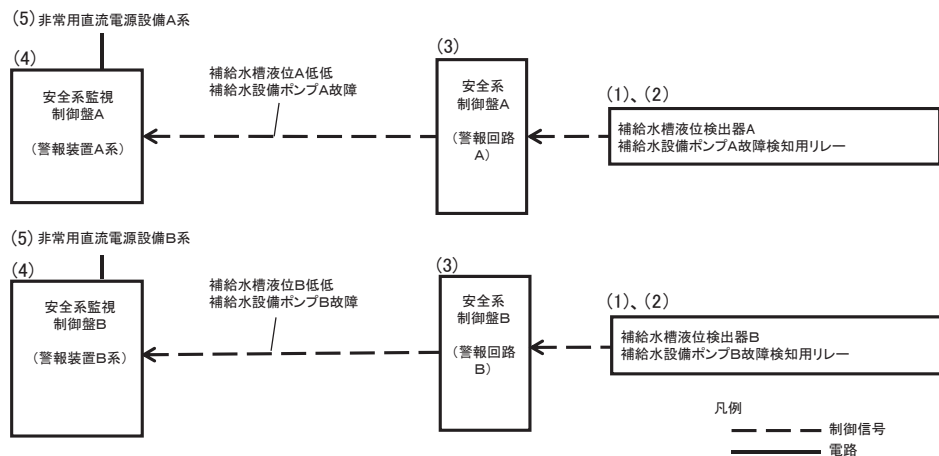 (5) 非常用直流電源設備A系
(4)
安全系監視
制御盤A
(警報装置A系)
補給水槽液位A低低
補給水設備ポンプA故障
(3)
安全系
制御盤A
(警報回路
A)
(1)、(2)
補給水槽液位検出器A
補給水設備ポンプA故障検知用リレー
(5) 非常用直流電源設備B系
(4)
安全系監視
制御盤B
(警報装置B系)
補給水槽液位B低低
補給水設備ポンプB故障
(3)
安全系
制御盤B
(警報回路
B)
(1)、(2)
補給水槽液位検出器B
補給水設備ポンプB故障検知用リレー
凡例
制御信号
電路